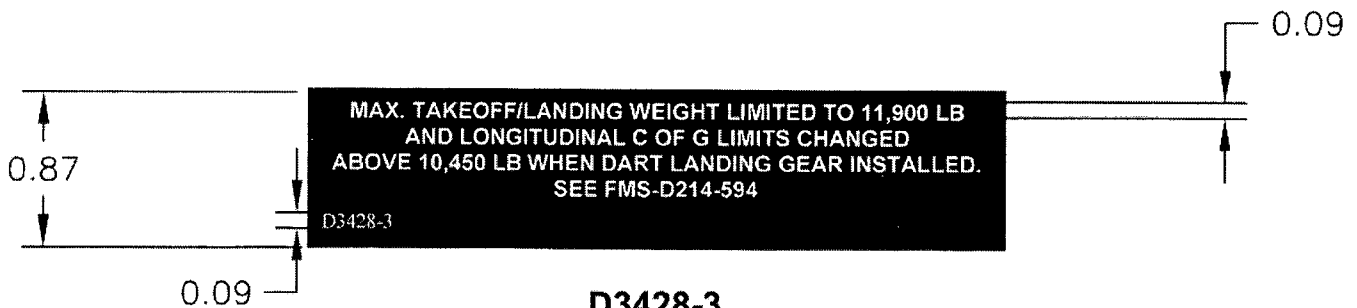 0.09
MAX. TAKEOFF/LANDING WEIGHT LIMITED TO 11,900 LB
AND LONGITUDINAL C OF G LIMITS CHANGED
ABOVE 10,450 LB WHEN DART LANDING GEAR INSTALLED.
SEE FMS-D214-594
0.87
D3428-3
0.09
D3428-3